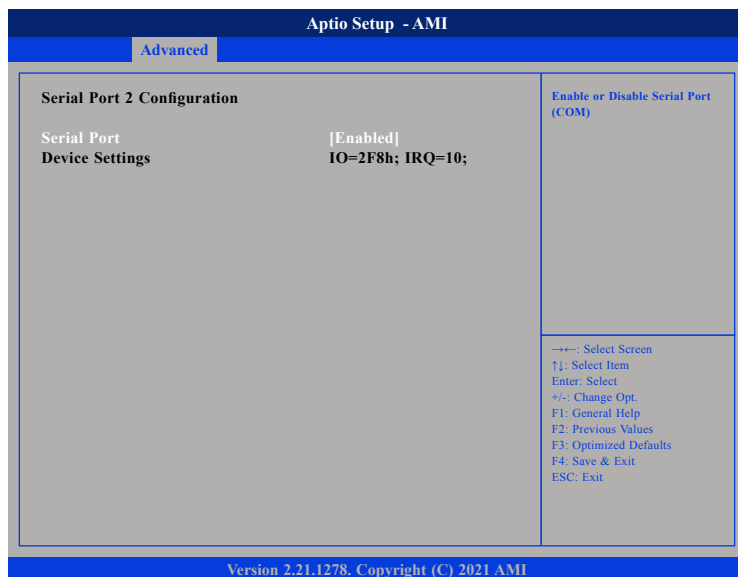 Aptio Setup - AMI
Advanced
Serial Port 2 Configuration
Serial Port [Enabled]
Device Settings IO=2F8h; IRQ=10;
Enable or Disable Serial Port
(COM)
→←: Select Screen
↑↓: Select Item
Enter: Select
+/-: Change Opt.
F1: General Help
F2: Previous Values
F3: Optimized Defaults
F4: Save & Exit
ESC: Exit
Version 2.21.1278. Copyright (C) 2021 AMI